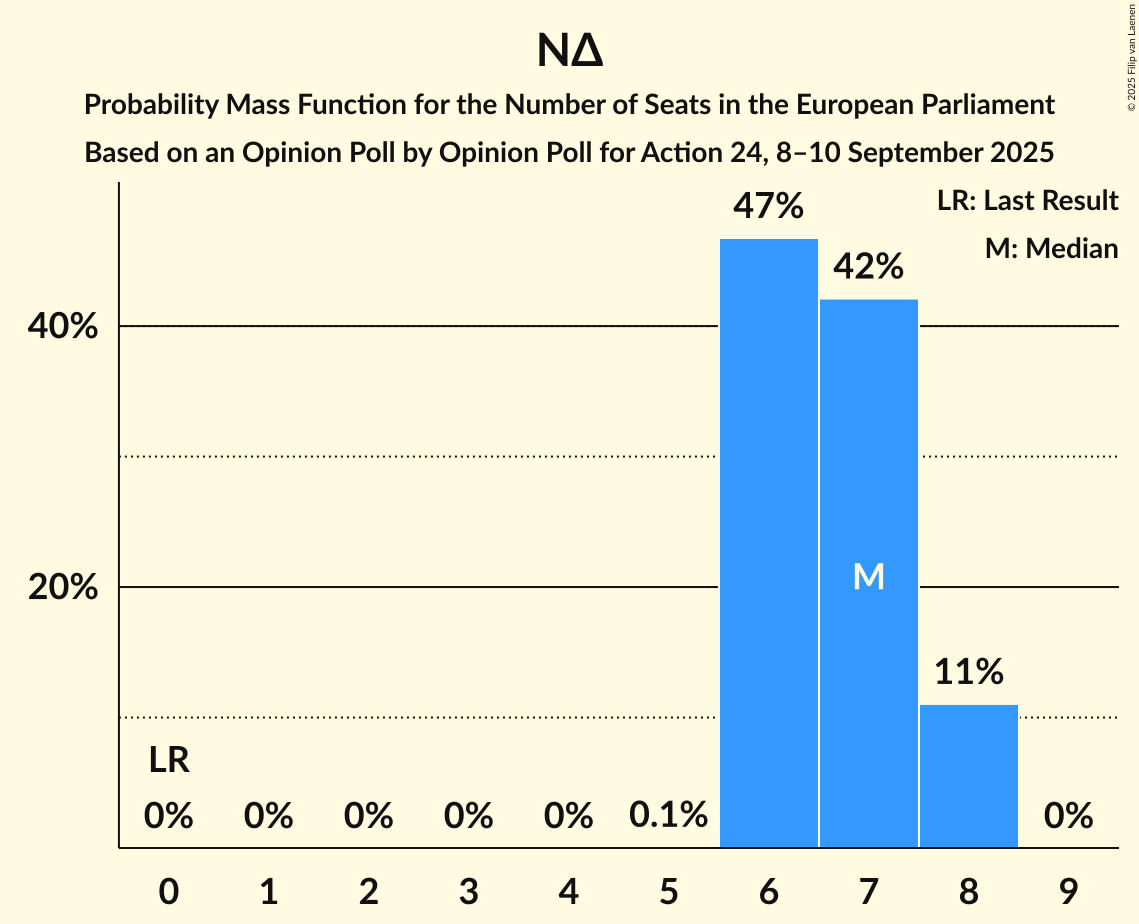 ΝΔ
Probability Mass Function for the Number of Seats in the European Parliament
Based on an Opinion Poll by Opinion Poll for Action 24, 8–10 September 2025
© 2025 Filip van Laenen
LR: Last Result
M: Median
47%
42%
40%
20%
M
11%
LR
0% 0% 0% 0% 0% 0.1% 0%
0 1 2 3 4 5 6 7 8 9